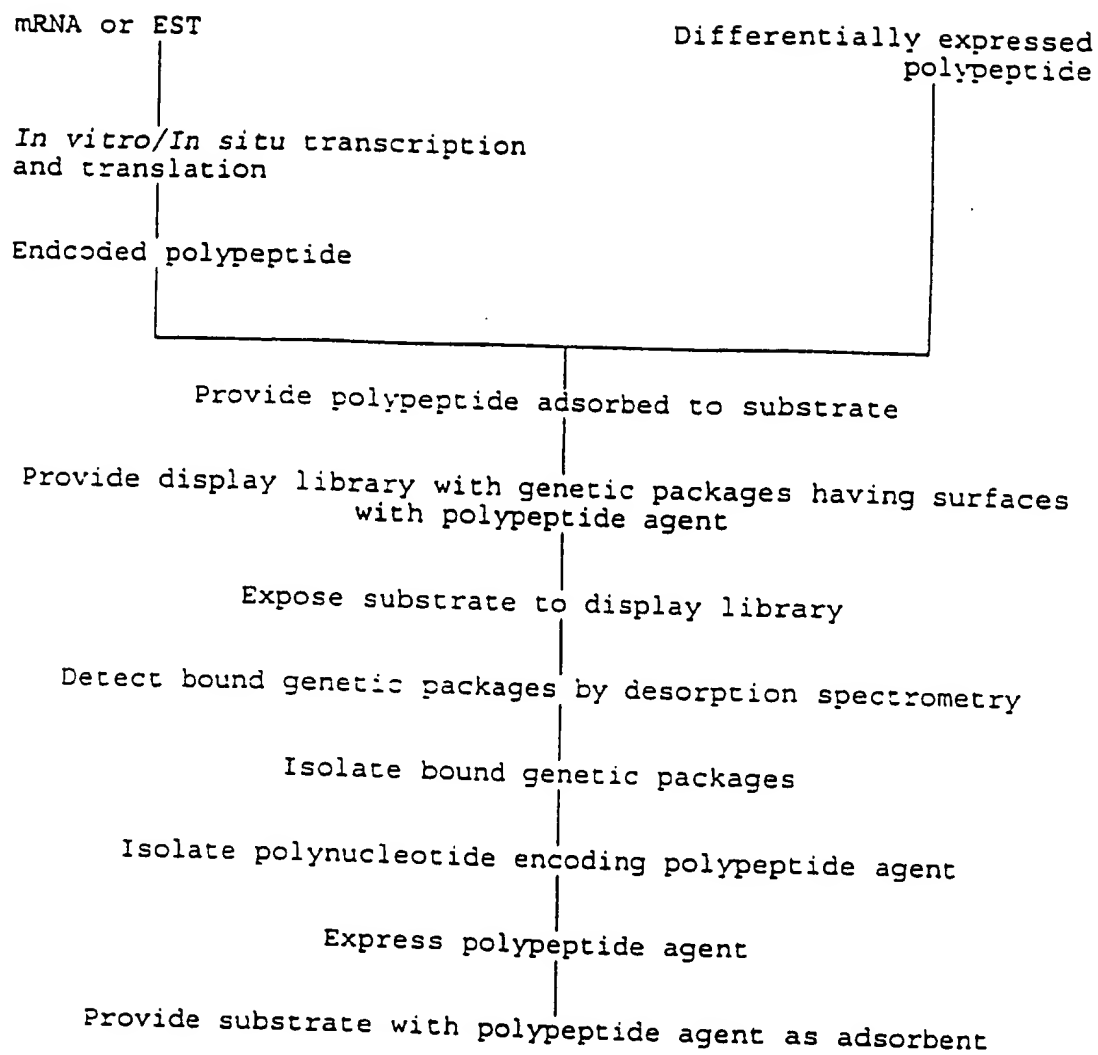 mRNA or EST
Differentially expressed
polypeptide
In vitro/In situ transcription
and translation
Endcoded polypeptide
Provide polypeptide adsorbed to substrate
Provide display library with genetic packages having surfaces
with polypeptide agent
Expose substrate to display library
Detect bound genetic packages by desorption spectrometry
Isolate bound genetic packages
Isolate polynucleotide encoding polypeptide agent
Express polypeptide agent
Provide substrate with polypeptide agent as adsorbent